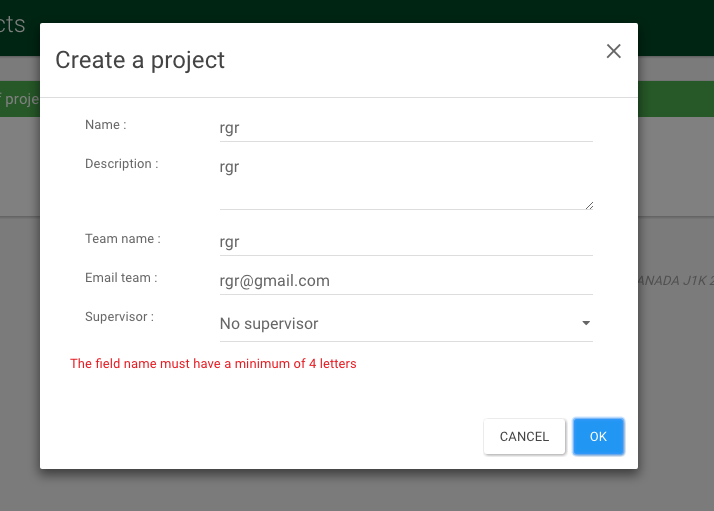 cts
Create a project
f proje
Name :
rgr
Description :
rgr
Team name :
rgr
Email team :
rgr@gmail.com
ANADA J1K 2
Supervisor :
No supervisor
The field name must have a minimum of 4 letters
CANCEL
OK